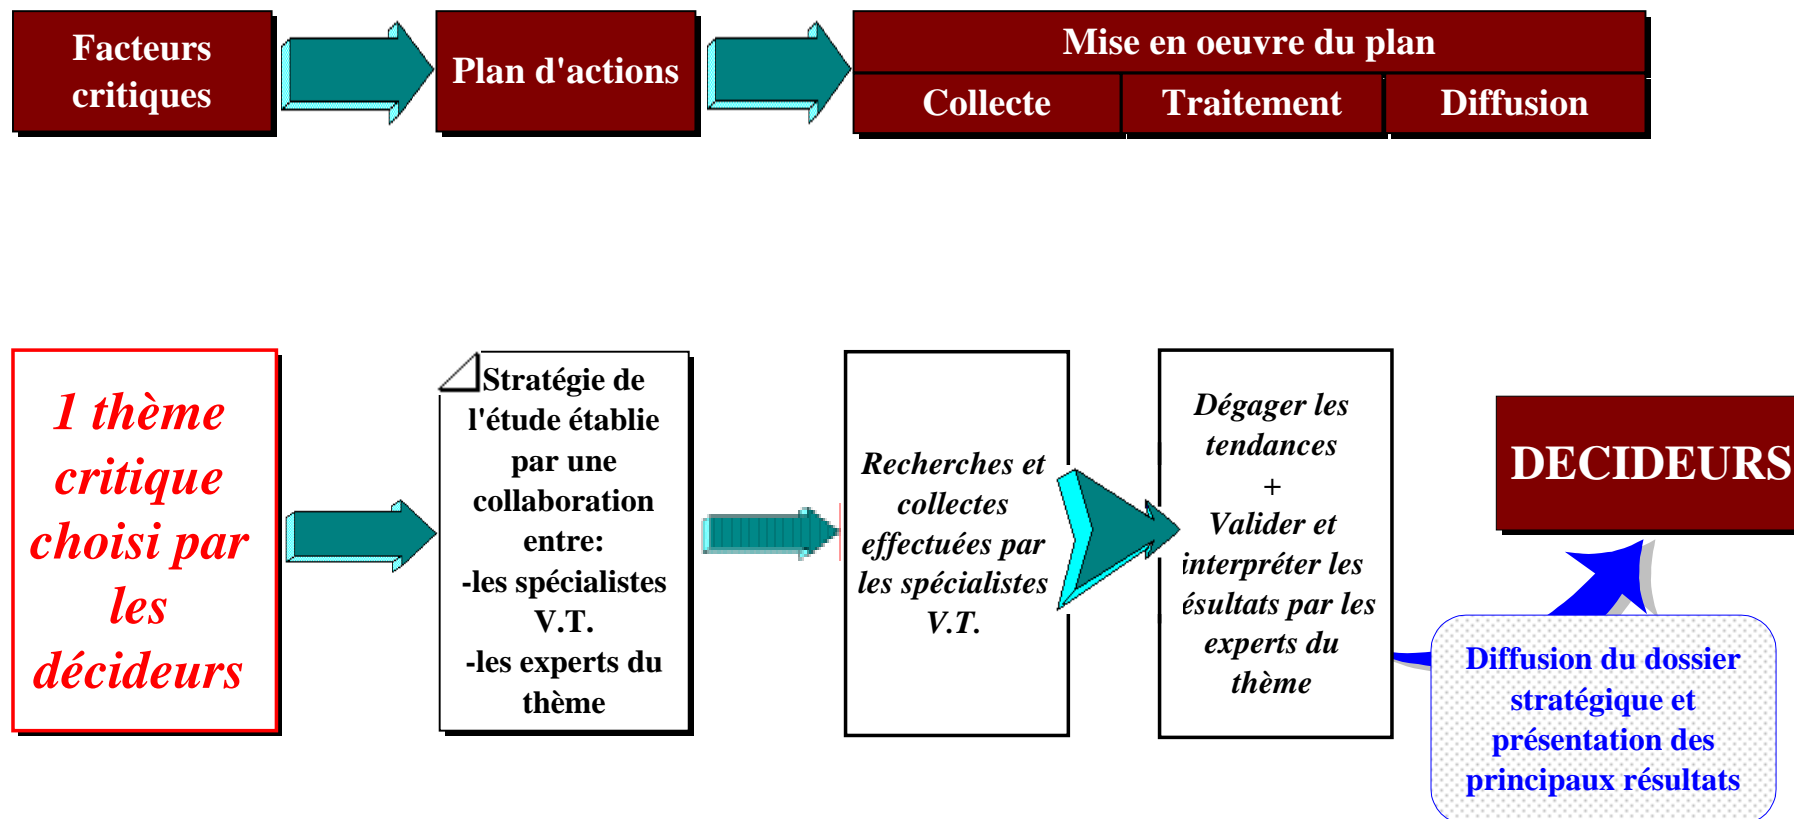 Facteurs
critiques
Plan d'actions
Mise en oeuvre du plan
Collecte
Traitement
Diffusion
1 thème
critique
choisi par
les
décideurs
Stratégie de
l'étude établie
par une
collaboration
entre:
-les spécialistes
V.T.
-les experts du
thème
Recherches et
collectes
effectuées par
les spécialistes
V.T.
Dégager les
tendances
+
Valider et
interpréter les
ésultats par les
experts du
thème
DECIDEURS
Diffusion du dossier
stratégique et
présentation des
principaux résultats